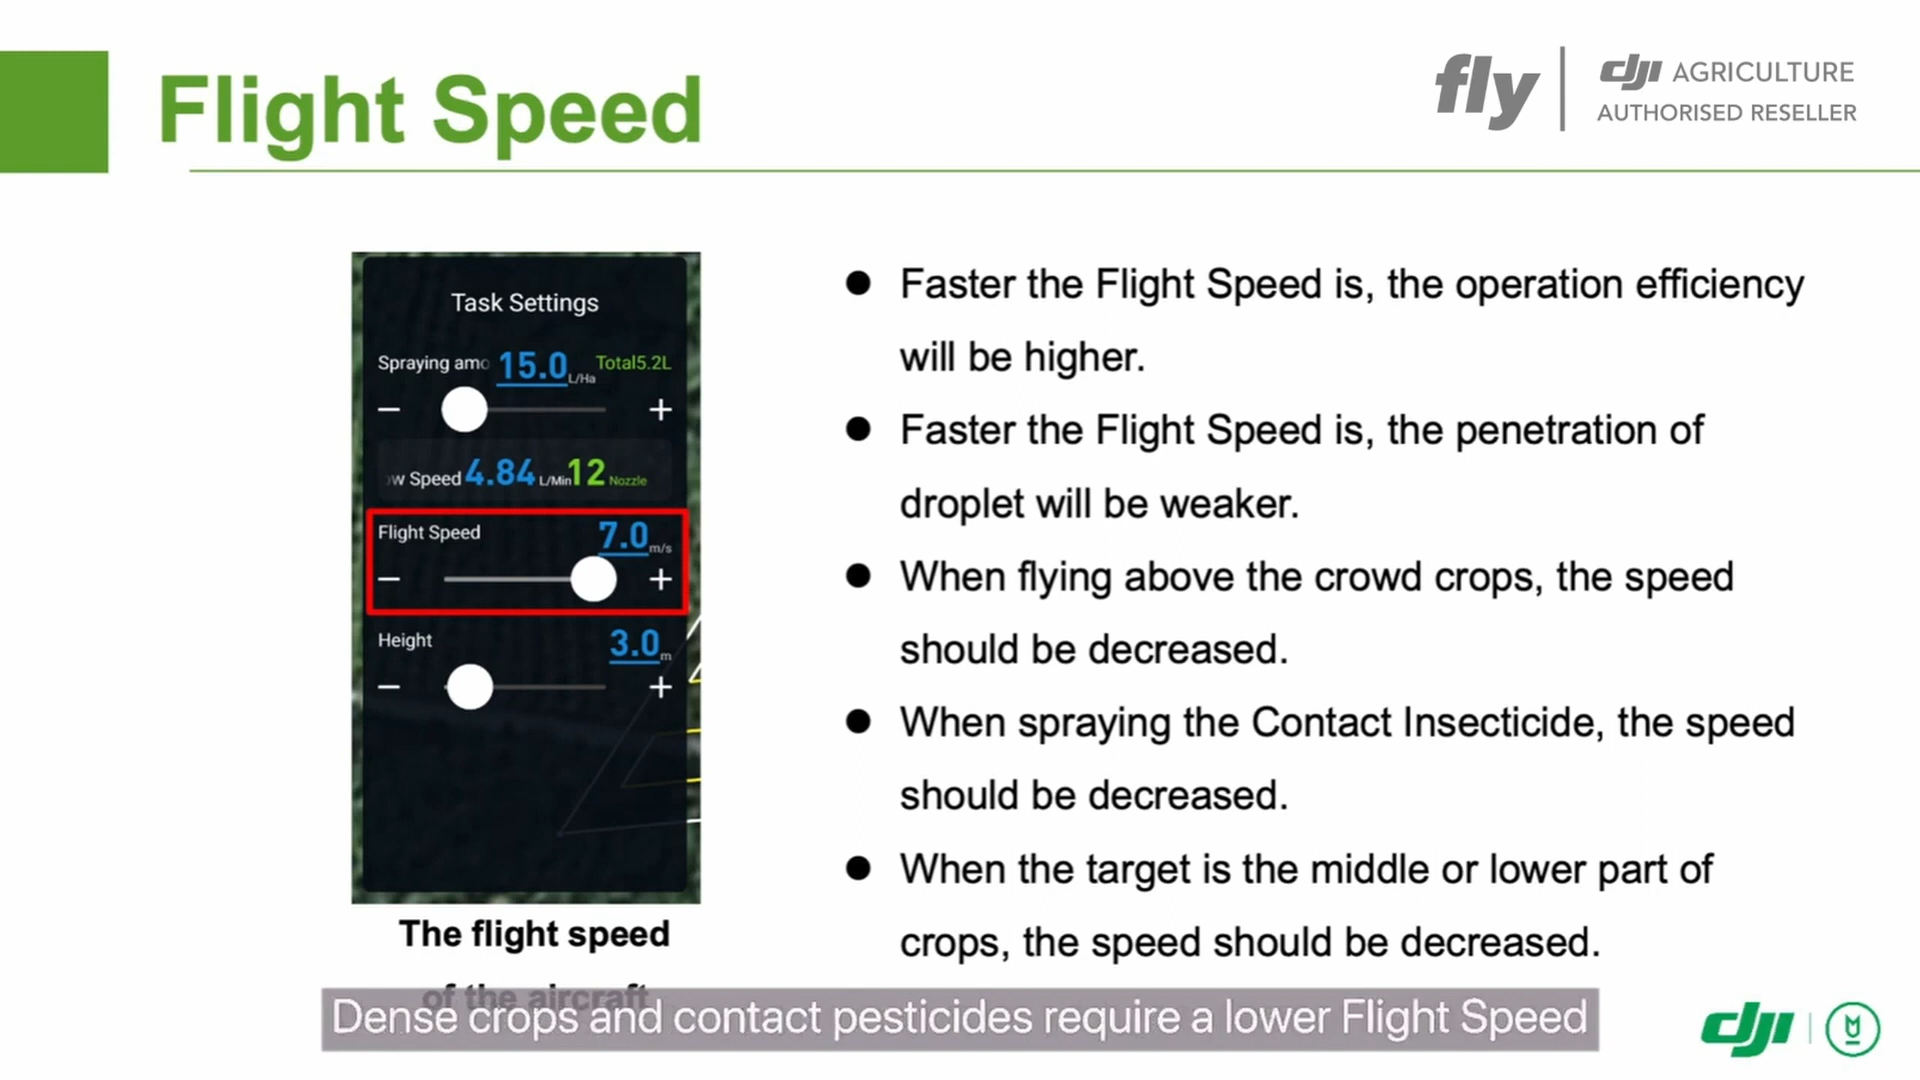 Flight Speed
fly
dji AGRICULTURE
AUTHORISED RESELLER
Task Settings
Spraying amo 15.0 L/Ha Total5.2L
w Speed 4.84 L/Min 12 Nozzle
Flight Speed 7.0 m/s
Height 3.0 m
The flight speed
of the aircraft
● Faster the Flight Speed is, the operation efficiency
will be higher.
● Faster the Flight Speed is, the penetration of
droplet will be weaker.
● When flying above the crowd crops, the speed
should be decreased.
● When spraying the Contact Insecticide, the speed
should be decreased.
● When the target is the middle or lower part of
crops, the speed should be decreased.
Dense crops and contact pesticides require a lower Flight Speed
dji